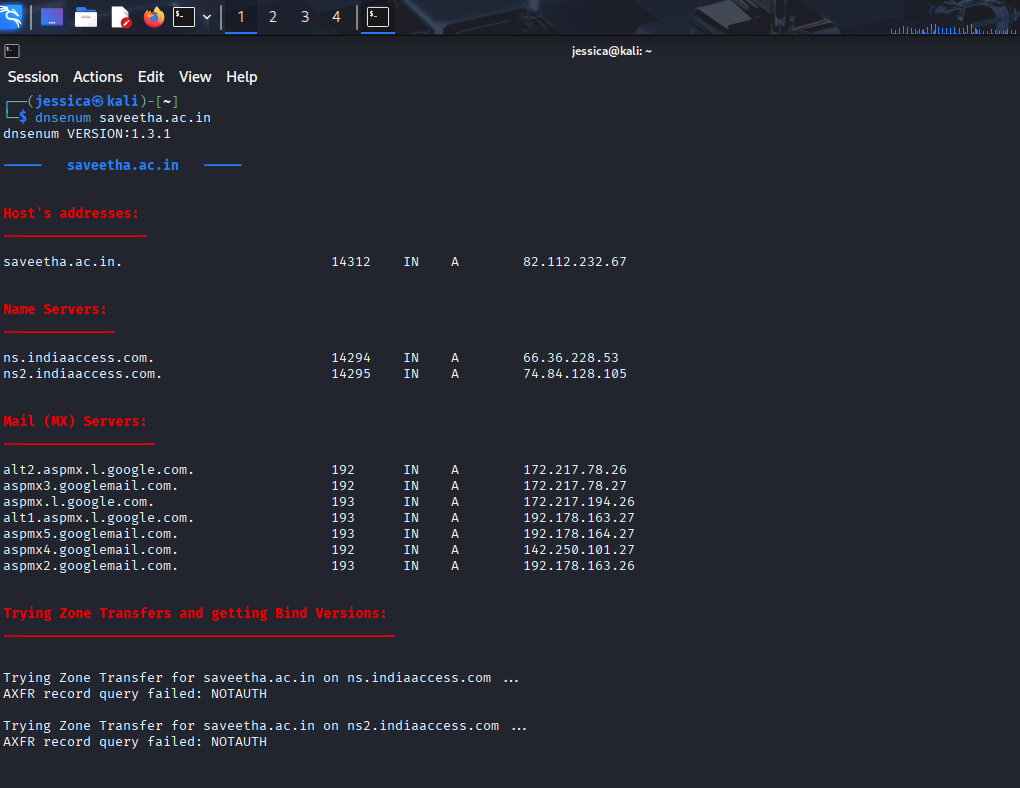 1 2 3 4
jessica@kali: ~
Session Actions Edit View Help
┌──(jessica㉿kali)-[~]
└─$ dnsenum saveetha.ac.in
dnsenum VERSION:1.3.1
----- saveetha.ac.in -----
Host's addresses:
saveetha.ac.in. 14312 IN A 82.112.232.67
Name Servers:
ns.indiaaccess.com. 14294 IN A 66.36.228.53
ns2.indiaaccess.com. 14295 IN A 74.84.128.105
Mail (MX) Servers:
alt2.aspmx.l.google.com. 192 IN A 172.217.78.26
aspmx3.googlemail.com. 192 IN A 172.217.78.27
aspmx.l.google.com. 193 IN A 172.217.194.26
alt1.aspmx.l.google.com. 193 IN A 192.178.163.27
aspmx5.googlemail.com. 193 IN A 192.178.164.27
aspmx4.googlemail.com. 192 IN A 142.250.101.27
aspmx2.googlemail.com. 193 IN A 192.178.163.26
Trying Zone Transfers and getting Bind Versions:
Trying Zone Transfer for saveetha.ac.in on ns.indiaaccess.com ...
AXFR record query failed: NOTAUTH
Trying Zone Transfer for saveetha.ac.in on ns2.indiaaccess.com ...
AXFR record query failed: NOTAUTH